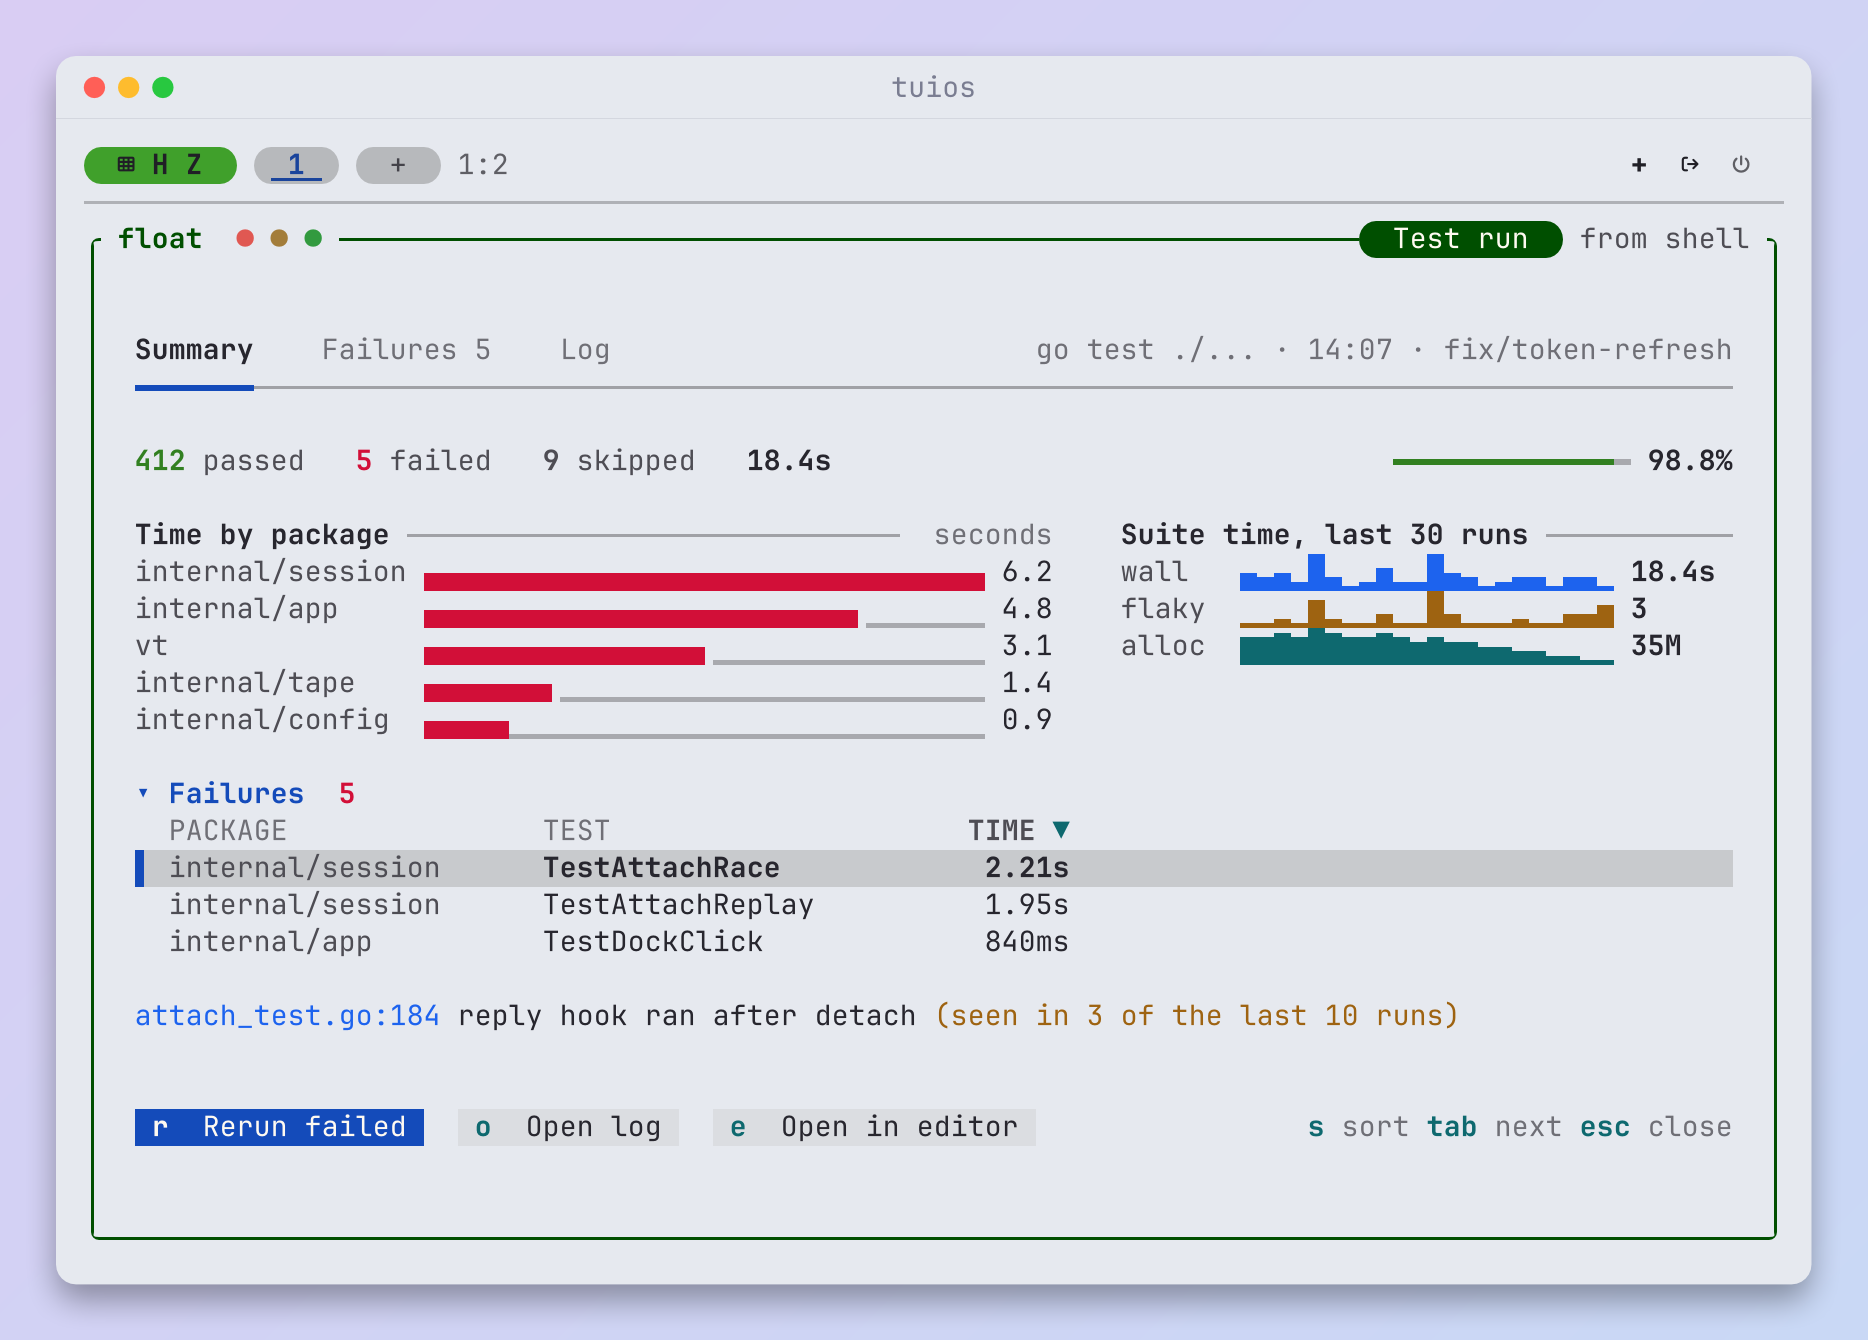 tuios
H Z 1 + 1:2
float Test run from shell
Summary Failures 5 Log go test ./... · 14:07 · fix/token-refresh
412 passed 5 failed 9 skipped 18.4s 98.8%
Time by package seconds
internal/session 6.2
internal/app 4.8
vt 3.1
internal/tape 1.4
internal/config 0.9
Suite time, last 30 runs
wall 18.4s
flaky 3
alloc 35M
▾ Failures 5
PACKAGE TEST TIME ▼
internal/session TestAttachRace 2.21s
internal/session TestAttachReplay 1.95s
internal/app TestDockClick 840ms
attach_test.go:184 reply hook ran after detach (seen in 3 of the last 10 runs)
r Rerun failed o Open log e Open in editor s sort tab next esc close